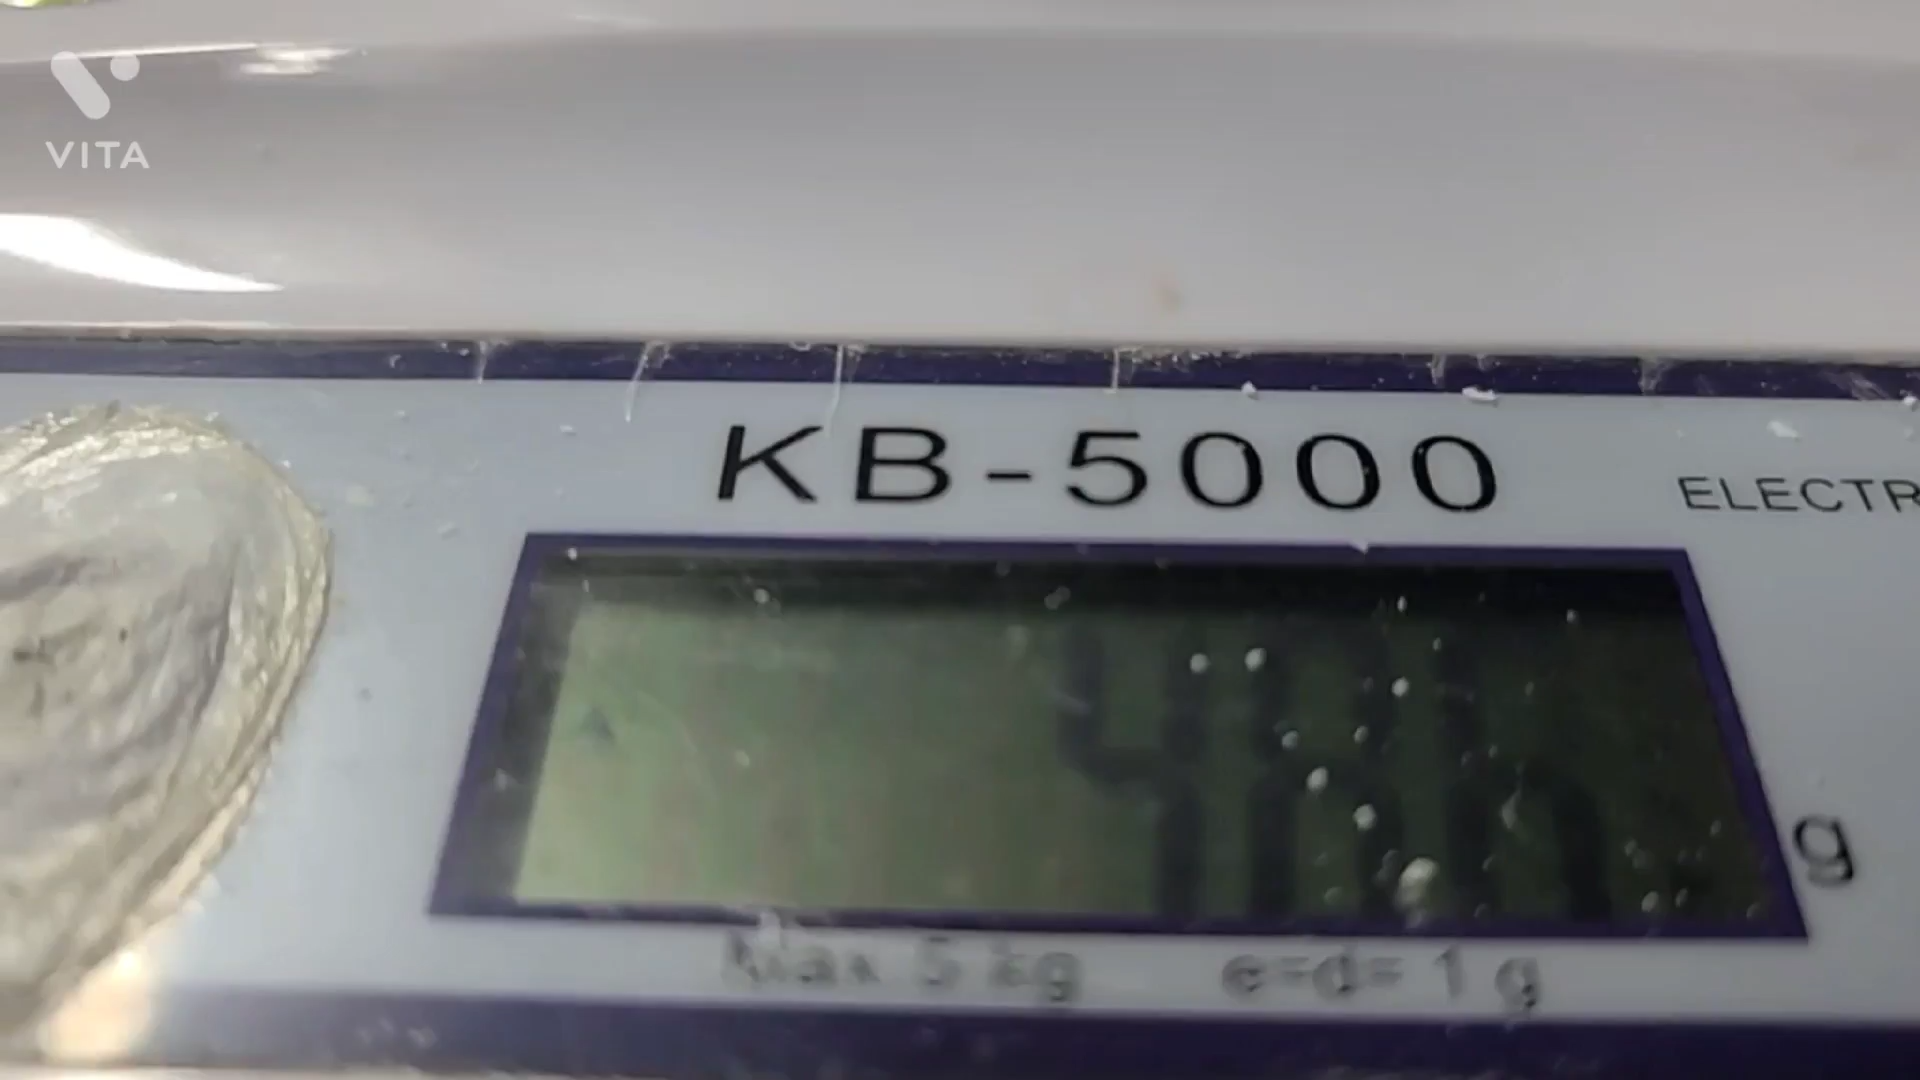 VITA
KB-5000
ELECTR
g
Max 5 kg e=d= 1 g